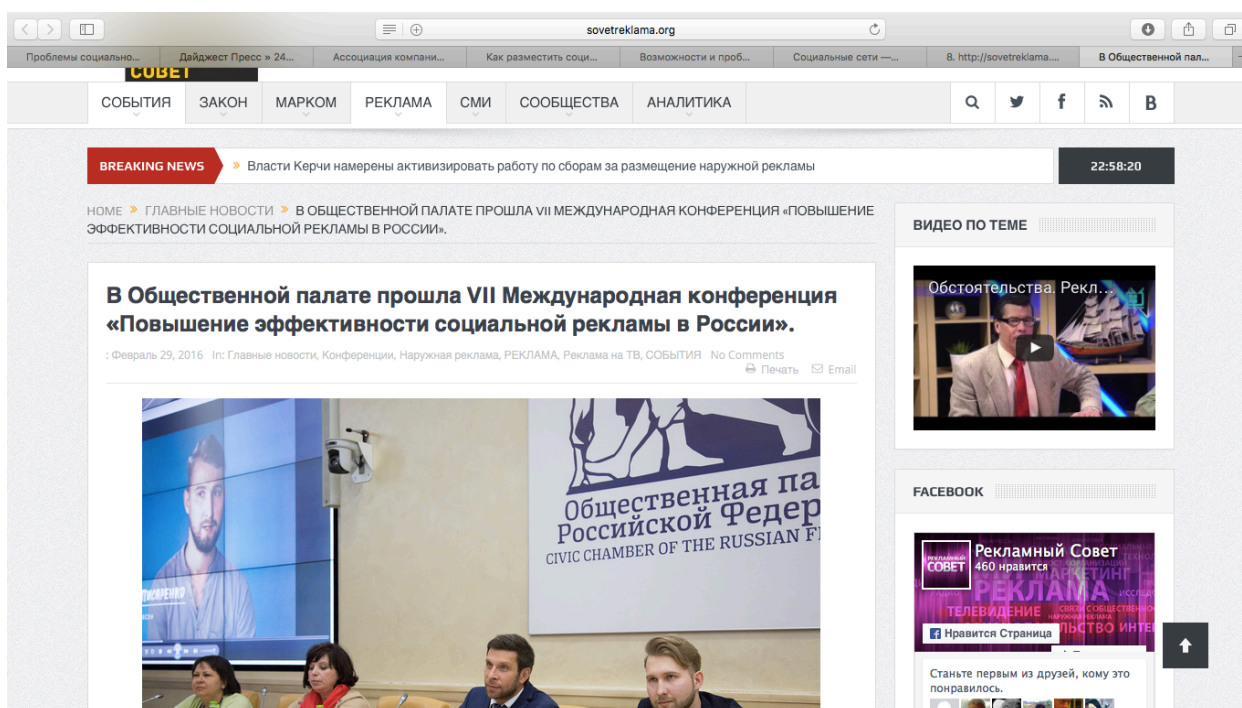 sovetreklama.org
Проблемы социально...
Дайджест Пресс » 24...
Ассоциация компани...
Как разместить соци...
Возможности и проб...
Социальные сети —...
8. http://sovetreklama....
В Общественной пал...
СОВЕТ
СОБЫТИЯ
ЗАКОН
МАРКОМ
РЕКЛАМА
СМИ
СООБЩЕСТВА
АНАЛИТИКА
BREAKING NEWS
» Власти Керчи намерены активизировать работу по сборам за размещение наружной рекламы
22:58:20
HOME » ГЛАВНЫЕ НОВОСТИ » В ОБЩЕСТВЕННОЙ ПАЛАТЕ ПРОШЛА VII МЕЖДУНАРОДНАЯ КОНФЕРЕНЦИЯ «ПОВЫШЕНИЕ
ЭФФЕКТИВНОСТИ СОЦИАЛЬНОЙ РЕКЛАМЫ В РОССИИ».
В Общественной палате прошла VII Международная конференция
«Повышение эффективности социальной рекламы в России».
: Февраль 29, 2016 In: Главные новости, Конференции, Наружная реклама, РЕКЛАМА, Реклама на ТВ, СОБЫТИЯ No Comments
Печать Email
Общественная па
Российской Федер
CIVIC CHAMBER OF THE RUSSIAN F
ВИДЕО ПО ТЕМЕ
Обстоятельства. Рекл...
FACEBOOK
РЕКЛАМНЫЙ
СОВЕТ
Рекламный Совет
460 нравится
МАРКЕТИНГ
РЕКЛАМА
ТЕЛЕВИДЕНИЕ
Нравится Страница
Станьте первым из друзей, кому это
понравилось.